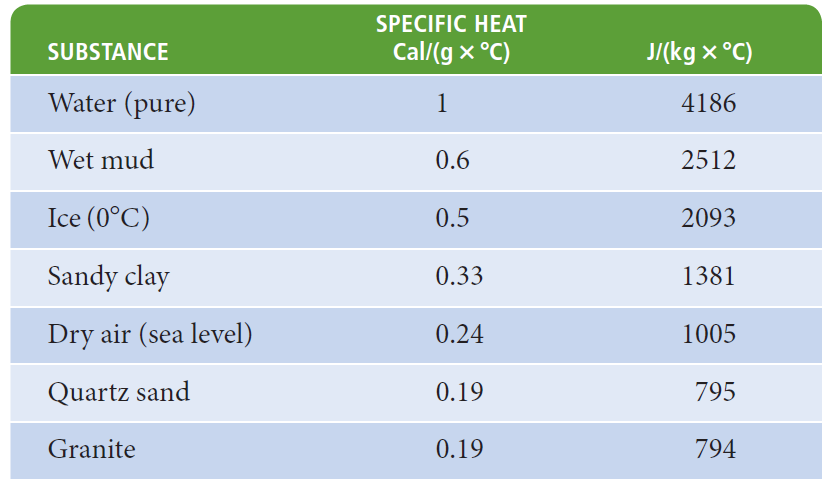 SPECIFIC HEAT
SUBSTANCE Cal/(g × °C) J/(kg × °C)
Water (pure) 1 4186
Wet mud 0.6 2512
Ice (0°C) 0.5 2093
Sandy clay 0.33 1381
Dry air (sea level) 0.24 1005
Quartz sand 0.19 795
Granite 0.19 794